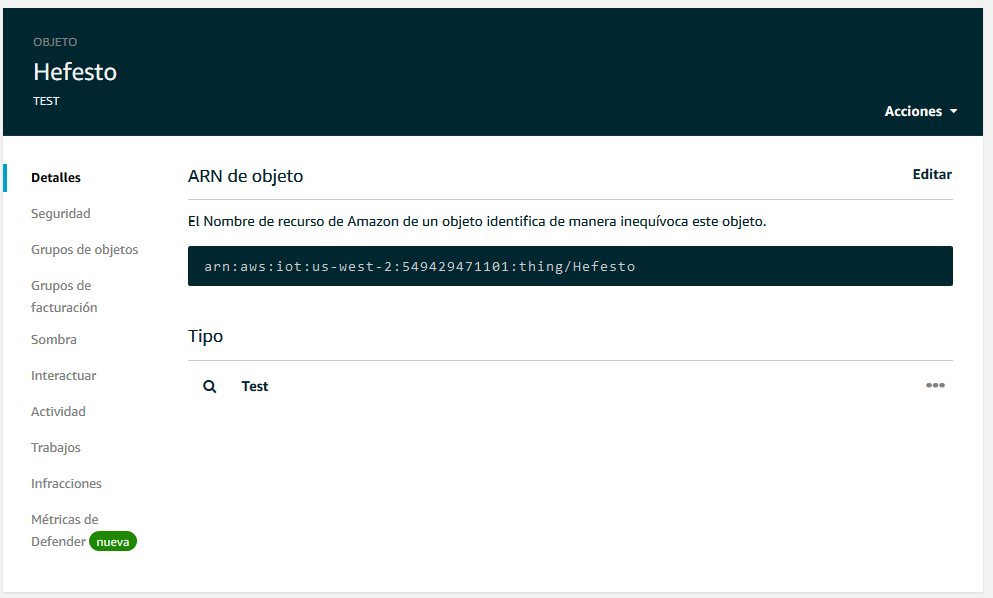 OBJETO
Hefesto
TEST
Acciones
Detalles
Seguridad
Grupos de objetos
Grupos de
facturación
Sombra
Interactuar
Actividad
Trabajos
Infracciones
Métricas de
Defender nueva
ARN de objeto
Editar
El Nombre de recurso de Amazon de un objeto identifica de manera inequívoca este objeto.
arn:aws:iot:us-west-2:549429471101:thing/Hefesto
Tipo
Test